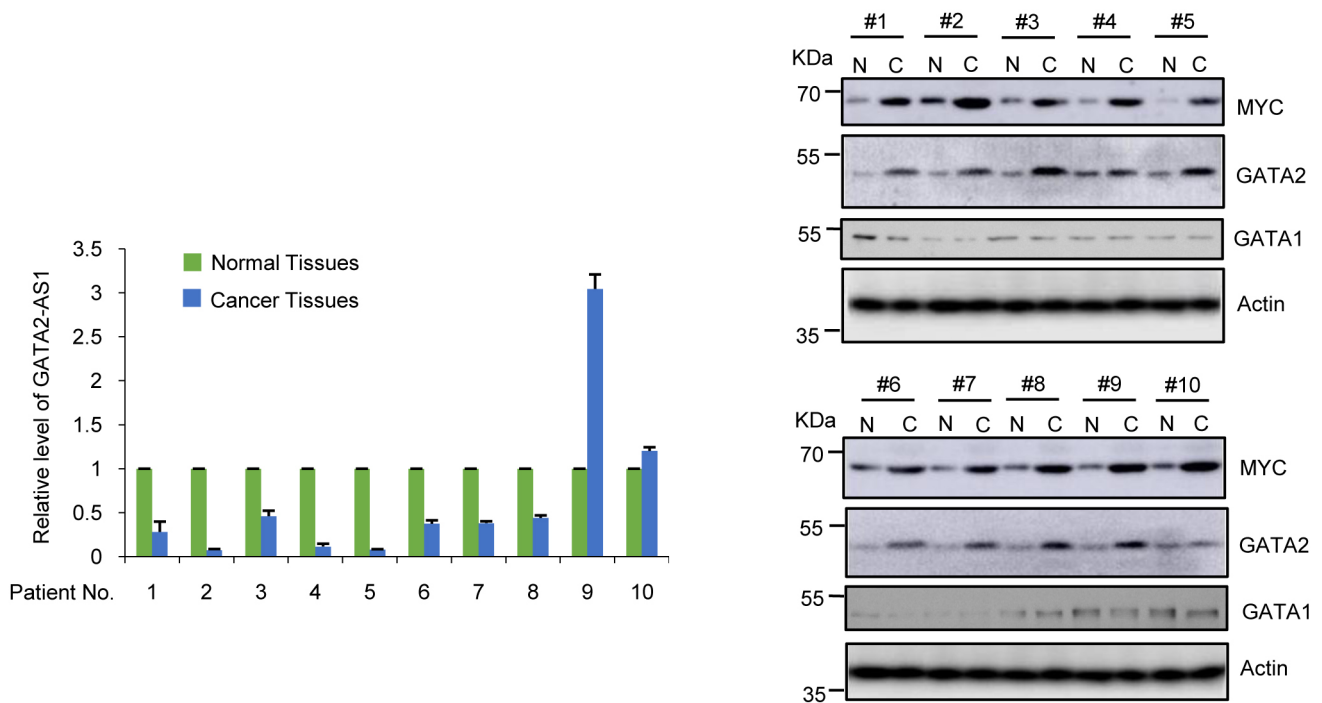 3.5
3
2.5
2
1.5
1
0.5
0
Relative level of GATA2-AS1
Normal Tissues
Cancer Tissues
Patient No. 1 2 3 4 5 6 7 8 9 10
#1 #2 #3 #4 #5
KDa N C N C N C N C N C
70 MYC
55 GATA2
55 GATA1
Actin
35
#6 #7 #8 #9 #10
KDa N C N C N C N C N C
70 MYC
55 GATA2
55 GATA1
Actin
35